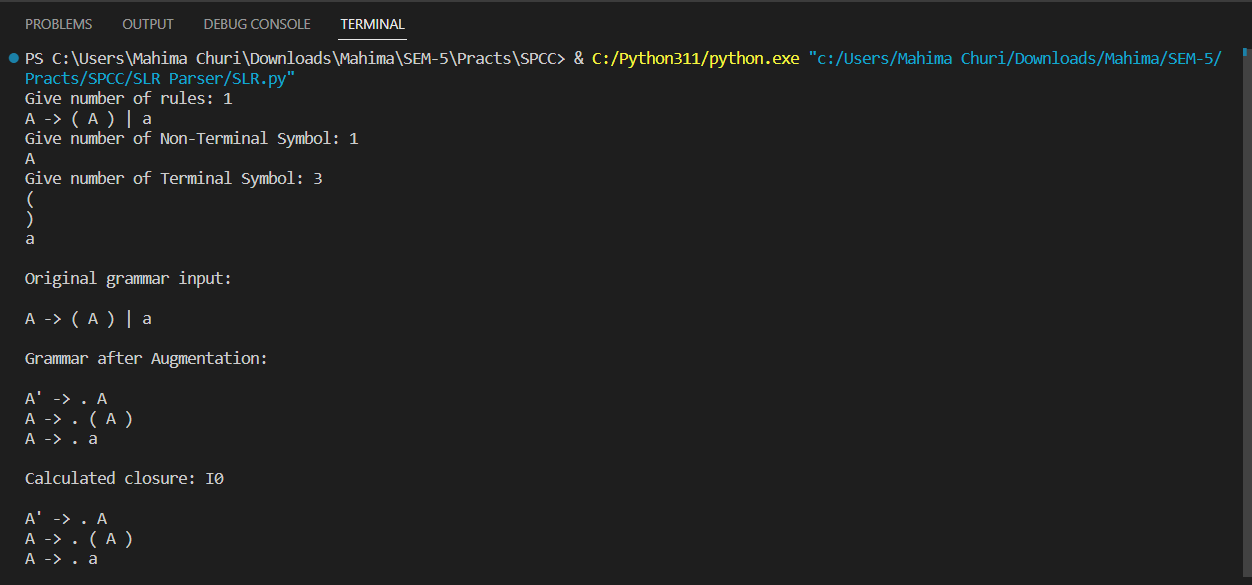 PROBLEMS OUTPUT DEBUG CONSOLE TERMINAL
PS C:\Users\Mahima Churi\Downloads\Mahima\SEM-5\Practs\SPCC> & C:/Python311/python.exe "c:/Users/Mahima Churi/Downloads/Mahima/SEM-5/
Practs/SPCC/SLR Parser/SLR.py"
Give number of rules: 1
A -> ( A ) | a
Give number of Non-Terminal Symbol: 1
A
Give number of Terminal Symbol: 3
(
)
a
Original grammar input:
A -> ( A ) | a
Grammar after Augmentation:
A' -> . A
A -> . ( A )
A -> . a
Calculated closure: I0
A' -> . A
A -> . ( A )
A -> . a